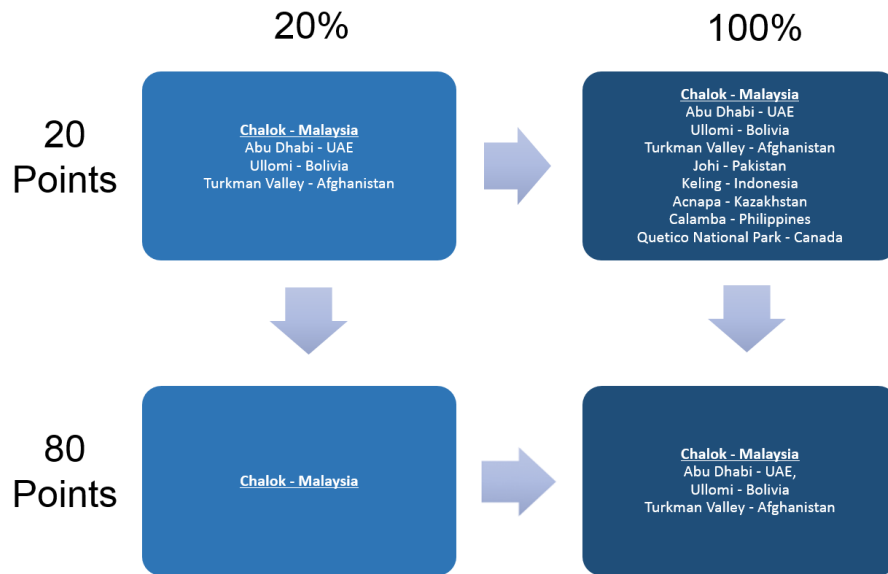 20%
100%
20
Points
Chalok - Malaysia
Abu Dhabi - UAE
Ullomi - Bolivia
Turkman Valley - Afghanistan
Chalok - Malaysia
Abu Dhabi - UAE
Ullomi - Bolivia
Turkman Valley - Afghanistan
Johi - Pakistan
Keling - Indonesia
Acnapa - Kazakhstan
Calamba - Philippines
Quetico National Park - Canada
80
Points
Chalok - Malaysia
Chalok - Malaysia
Abu Dhabi - UAE,
Ullomi - Bolivia
Turkman Valley - Afghanistan